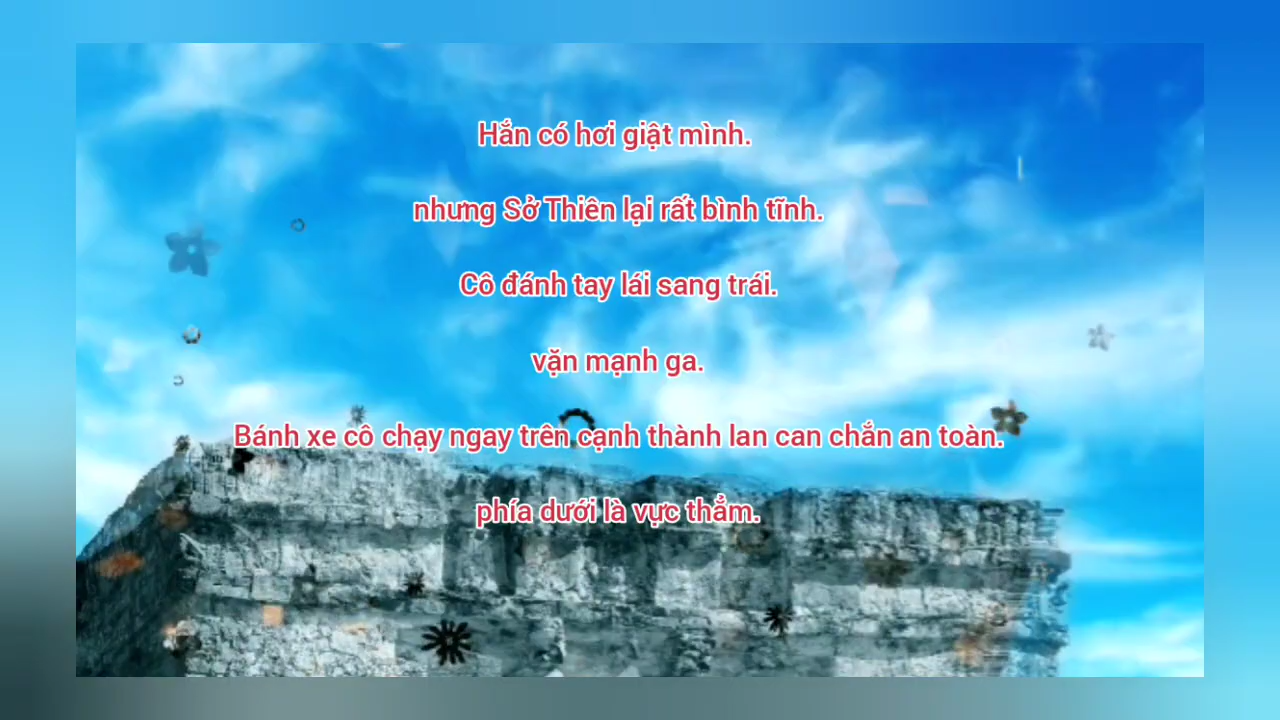 Hắn có hơi giật mình.
nhưng Sở Thiên lại rất bình tĩnh.
Cô đánh tay lái sang trái.
vặn mạnh ga.
Bánh xe cô chạy ngay trên cạnh thành lan can chắn an toàn.
phía dưới là vực thẳm.